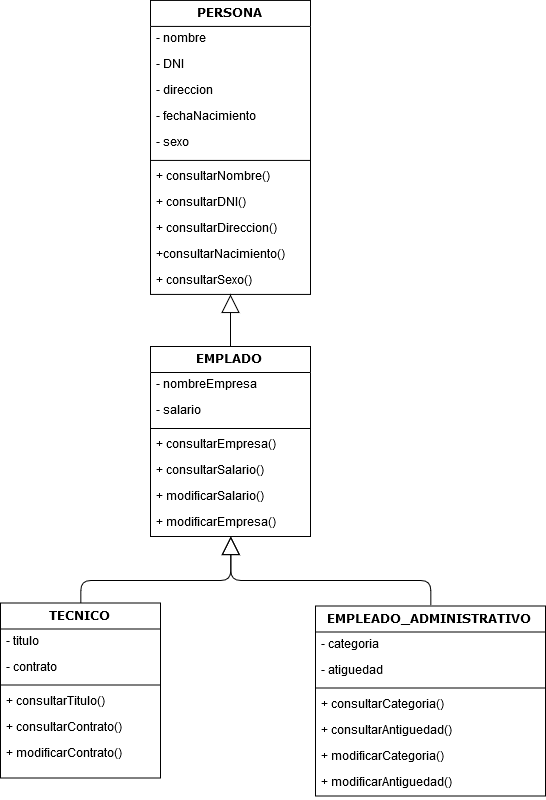 PERSONA
- nombre
- DNI
- direccion
- fechaNacimiento
- sexo
+ consultarNombre()
+ consultarDNI()
+ consultarDireccion()
+consultarNacimiento()
+ consultarSexo()
EMPLADO
- nombreEmpresa
- salario
+ consultarEmpresa()
+ consultarSalario()
+ modificarSalario()
+ modificarEmpresa()
TECNICO
- titulo
- contrato
+ consultarTitulo()
+ consultarContrato()
+ modificarContrato()
EMPLEADO_ADMINISTRATIVO
- categoria
- atiguedad
+ consultarCategoria()
+ consultarAntiguedad()
+ modificarCategoria()
+ modificarAntiguedad()